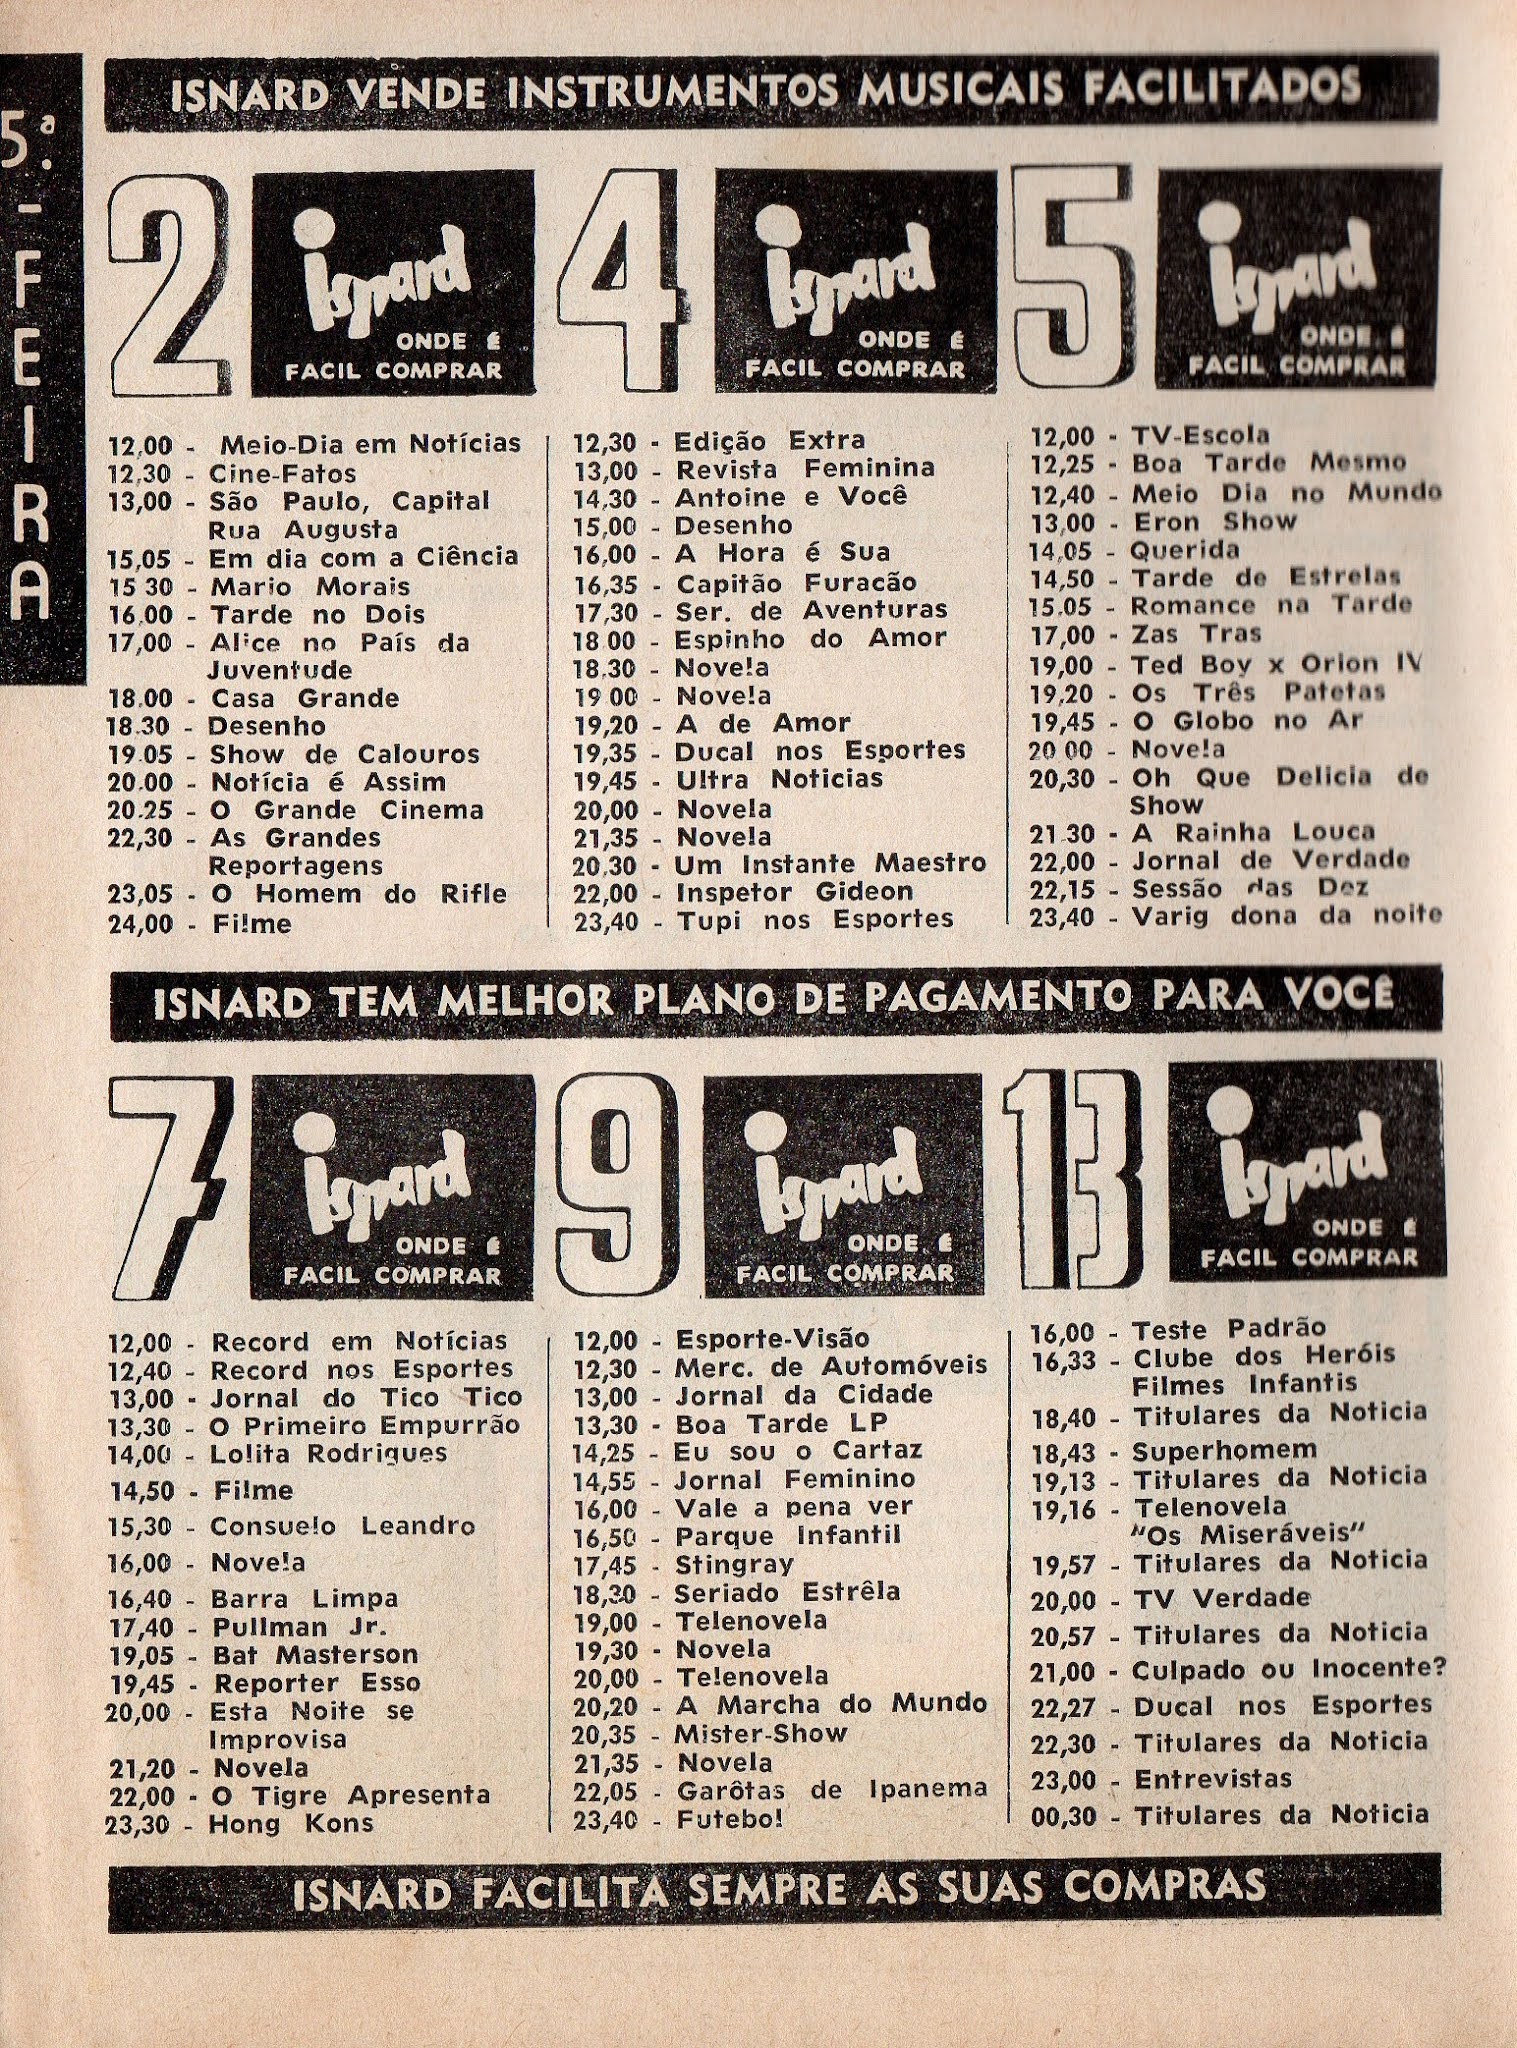 5.ª-FEIRA
ISNARD VENDE INSTRUMENTOS MUSICAIS FACILITADOS
2
isnard
ONDE É
FACIL COMPRAR
12,00 - Meio-Dia em Notícias
12,30 - Cine-Fatos
13,00 - São Paulo, Capital
Rua Augusta
15,05 - Em dia com a Ciência
15 30 - Mario Morais
16,00 - Tarde no Dois
17,00 - Alice no País da
Juventude
18.00 - Casa Grande
18.30 - Desenho
19.05 - Show de Calouros
20.00 - Notícia é Assim
20.25 - O Grande Cinema
22,30 - As Grandes
Reportagens
23,05 - O Homem do Rifle
24,00 - Filme
4
isnard
ONDE É
FACIL COMPRAR
12,30 - Edição Extra
13,00 - Revista Feminina
14,30 - Antoine e Você
15,00 - Desenho
16,00 - A Hora é Sua
16,35 - Capitão Furacão
17,30 - Ser. de Aventuras
18.00 - Espinho do Amor
18.30 - Novela
19 00 - Novela
19,20 - A de Amor
19,35 - Ducal nos Esportes
19,45 - Ultra Noticias
20,00 - Novela
21,35 - Novela
20,30 - Um Instante Maestro
22,00 - Inspetor Gideon
23,40 - Tupi nos Esportes
5
isnard
ONDE É
FACIL COMPRAR
12,00 - TV-Escola
12,25 - Boa Tarde Mesmo
12,40 - Meio Dia no Mundo
13,00 - Eron Show
14,05 - Querida
14,50 - Tarde de Estrelas
15.05 - Romance na Tarde
17,00 - Zas Tras
19,00 - Ted Boy x Orion IV
19,20 - Os Três Patetas
19,45 - O Globo no Ar
20 00 - Novela
20,30 - Oh Que Delicia de
Show
21.30 - A Rainha Louca
22,00 - Jornal de Verdade
22,15 - Sessão das Dez
23,40 - Varig dona da noite
ISNARD TEM MELHOR PLANO DE PAGAMENTO PARA VOCÊ
7
isnard
ONDE É
FACIL COMPRAR
12,00 - Record em Notícias
12,40 - Record nos Esportes
13,00 - Jornal do Tico Tico
13,30 - O Primeiro Empurrão
14,00 - Lolita Rodrigues
14,50 - Filme
15,30 - Consuelo Leandro
16,00 - Novela
16,40 - Barra Limpa
17,40 - Pullman Jr.
19,05 - Bat Masterson
19,45 - Reporter Esso
20,00 - Esta Noite se
Improvisa
21,20 - Novela
22,00 - O Tigre Apresenta
23,30 - Hong Kons
9
isnard
ONDE É
FACIL COMPRAR
12,00 - Esporte-Visão
12,30 - Merc. de Automóveis
13,00 - Jornal da Cidade
13,30 - Boa Tarde LP
14,25 - Eu sou o Cartaz
14,55 - Jornal Feminino
16,00 - Vale a pena ver
16,50 - Parque Infantil
17,45 - Stingray
18,30 - Seriado Estrêla
19,00 - Telenovela
19,30 - Novela
20,00 - Telenovela
20,20 - A Marcha do Mundo
20,35 - Mister-Show
21,35 - Novela
22,05 - Garôtas de Ipanema
23,40 - Futebol
13
isnard
ONDE É
FACIL COMPRAR
16,00 - Teste Padrão
16,33 - Clube dos Heróis
Filmes Infantis
18,40 - Titulares da Noticia
18,43 - Superhomem
19,13 - Titulares da Noticia
19,16 - Telenovela
"Os Miseráveis"
19,57 - Titulares da Noticia
20,00 - TV Verdade
20,57 - Titulares da Noticia
21,00 - Culpado ou Inocente?
22,27 - Ducal nos Esportes
22,30 - Titulares da Noticia
23,00 - Entrevistas
00,30 - Titulares da Noticia
ISNARD FACILITA SEMPRE AS SUAS COMPRAS